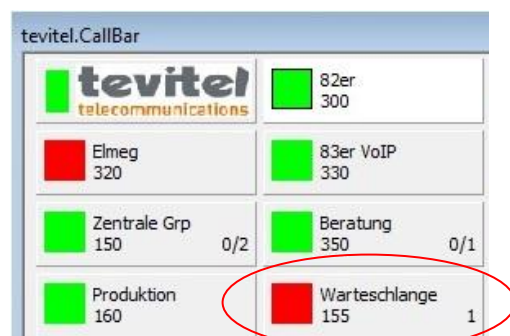 tevitel.CallBar
tevitel
telecommunications
82er
300
Elmeg
320
83er VoIP
330
Zentrale Grp
150 0/2
Beratung
350 0/1
Produktion
160
Warteschlange
155 1